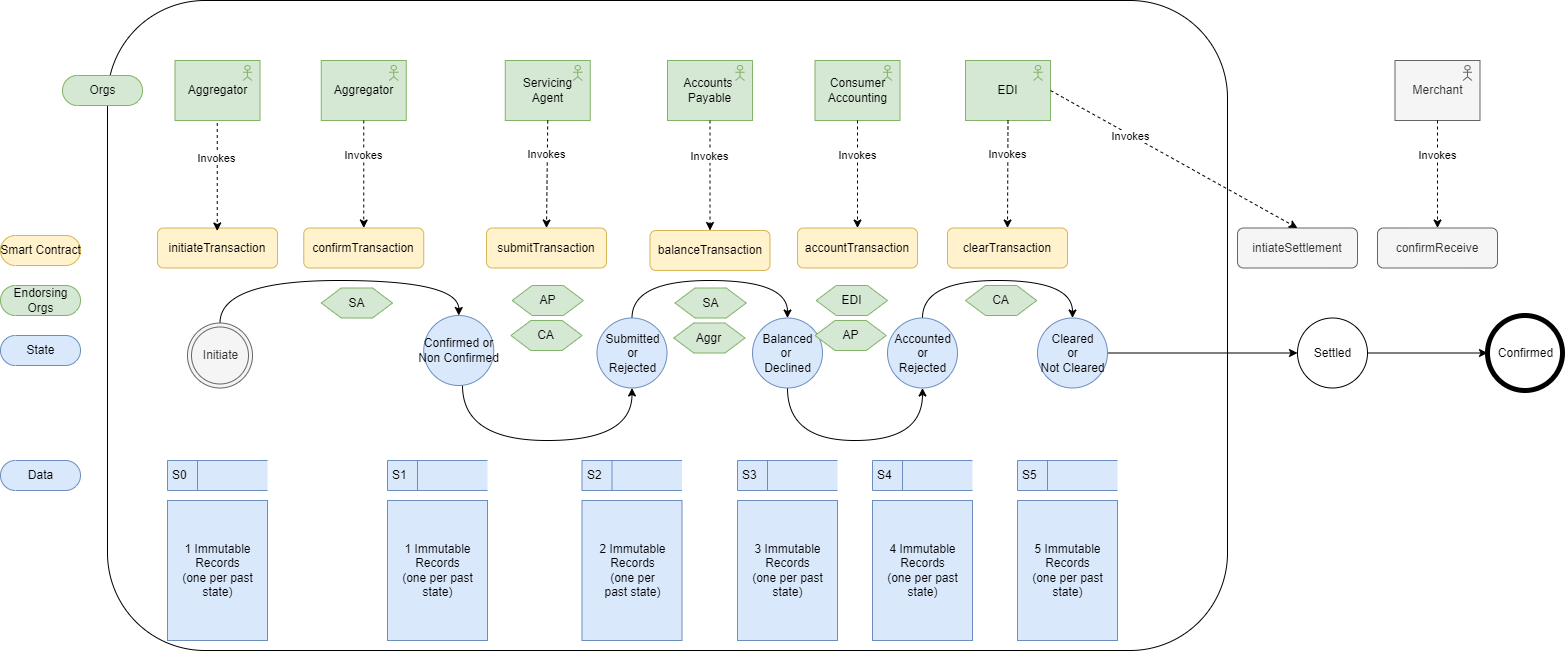 Orgs
Aggregator
Aggregator
Servicing
Agent
Accounts
Payable
Consumer
Accounting
EDI
Merchant
Invokes
Invokes
Invokes
Invokes
Invokes
Invokes
Invokes
Invokes
Smart Contract
initiateTransaction
confirmTransaction
submitTransaction
balanceTransaction
accountTransaction
clearTransaction
intiateSettlement
confirmReceive
Endorsing
Orgs
SA
AP
CA
SA
Aggr
EDI
AP
CA
State
Initiate
Confirmed or
Non Confirmed
Submitted
or
Rejected
Balanced
or
Declined
Accounted
or
Rejected
Cleared
or
Not Cleared
Settled
Confirmed
Data
S0
S1
S2
S3
S4
S5
1 Immutable
Records
(one per past
state)
1 Immutable
Records
(one per past
state)
2 Immutable
Records
(one per
past state)
3 Immutable
Records
(one per past
state)
4 Immutable
Records
(one per past
state)
5 Immutable
Records
(one per past
state)